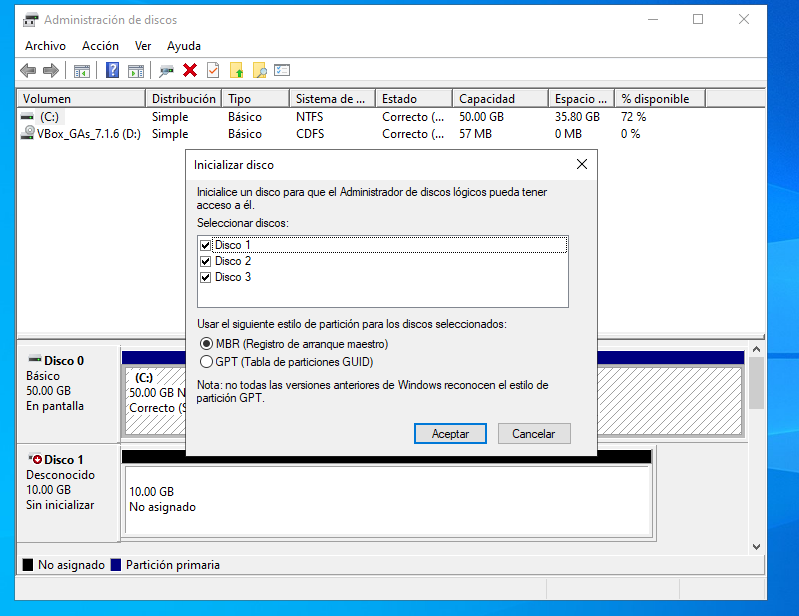 Administración de discos
Archivo Acción Ver Ayuda
Volumen Distribución Tipo Sistema de ... Estado Capacidad Espacio ... % disponible
(C:) Simple Básico NTFS Correcto (... 50.00 GB 35.80 GB 72 %
VBox_GAs_7.1.6 (D:) Simple Básico CDFS Correcto (... 57 MB 0 MB 0 %
Inicializar disco
Inicialice un disco para que el Administrador de discos lógicos pueda tener
acceso a él.
Seleccionar discos:
Disco 1
Disco 2
Disco 3
Usar el siguiente estilo de partición para los discos seleccionados:
MBR (Registro de arranque maestro)
GPT (Tabla de particiones GUID)
Nota: no todas las versiones anteriores de Windows reconocen el estilo de
partición GPT.
Aceptar Cancelar
Disco 0
Básico
50.00 GB
En pantalla
(C:)
50.00 GB N
Correcto (S
Disco 1
Desconocido
10.00 GB
Sin inicializar
10.00 GB
No asignado
No asignado Partición primaria